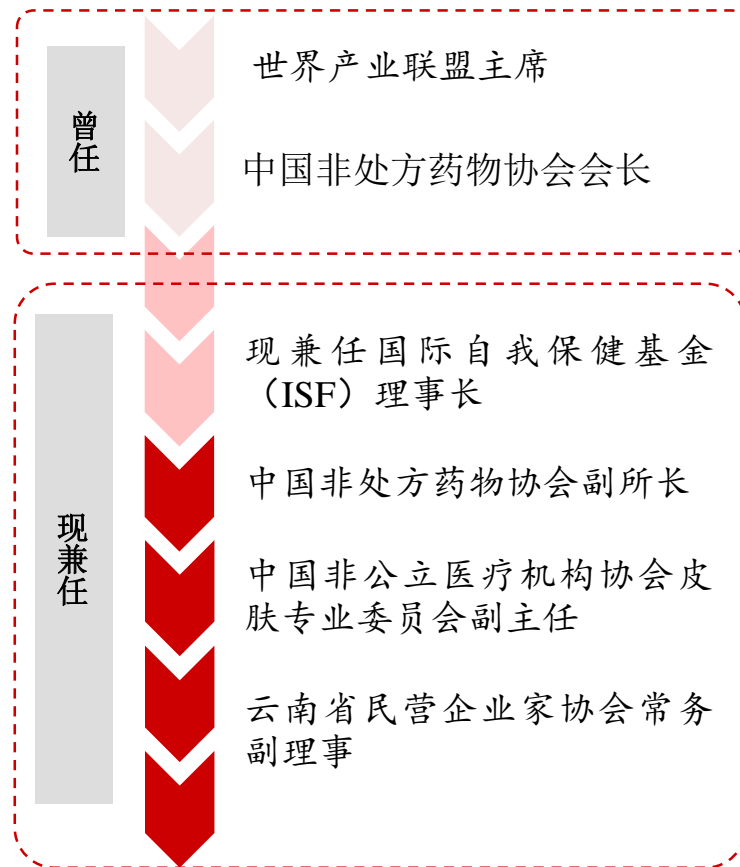 曾任
世界产业联盟主席
中国非处方药物协会会长
现兼任
现兼任国际自我保健基金
（ISF）理事长
中国非处方药物协会副所长
中国非公立医疗机构协会皮
肤专业委员会副主任
云南省民营企业家协会常务
副理事